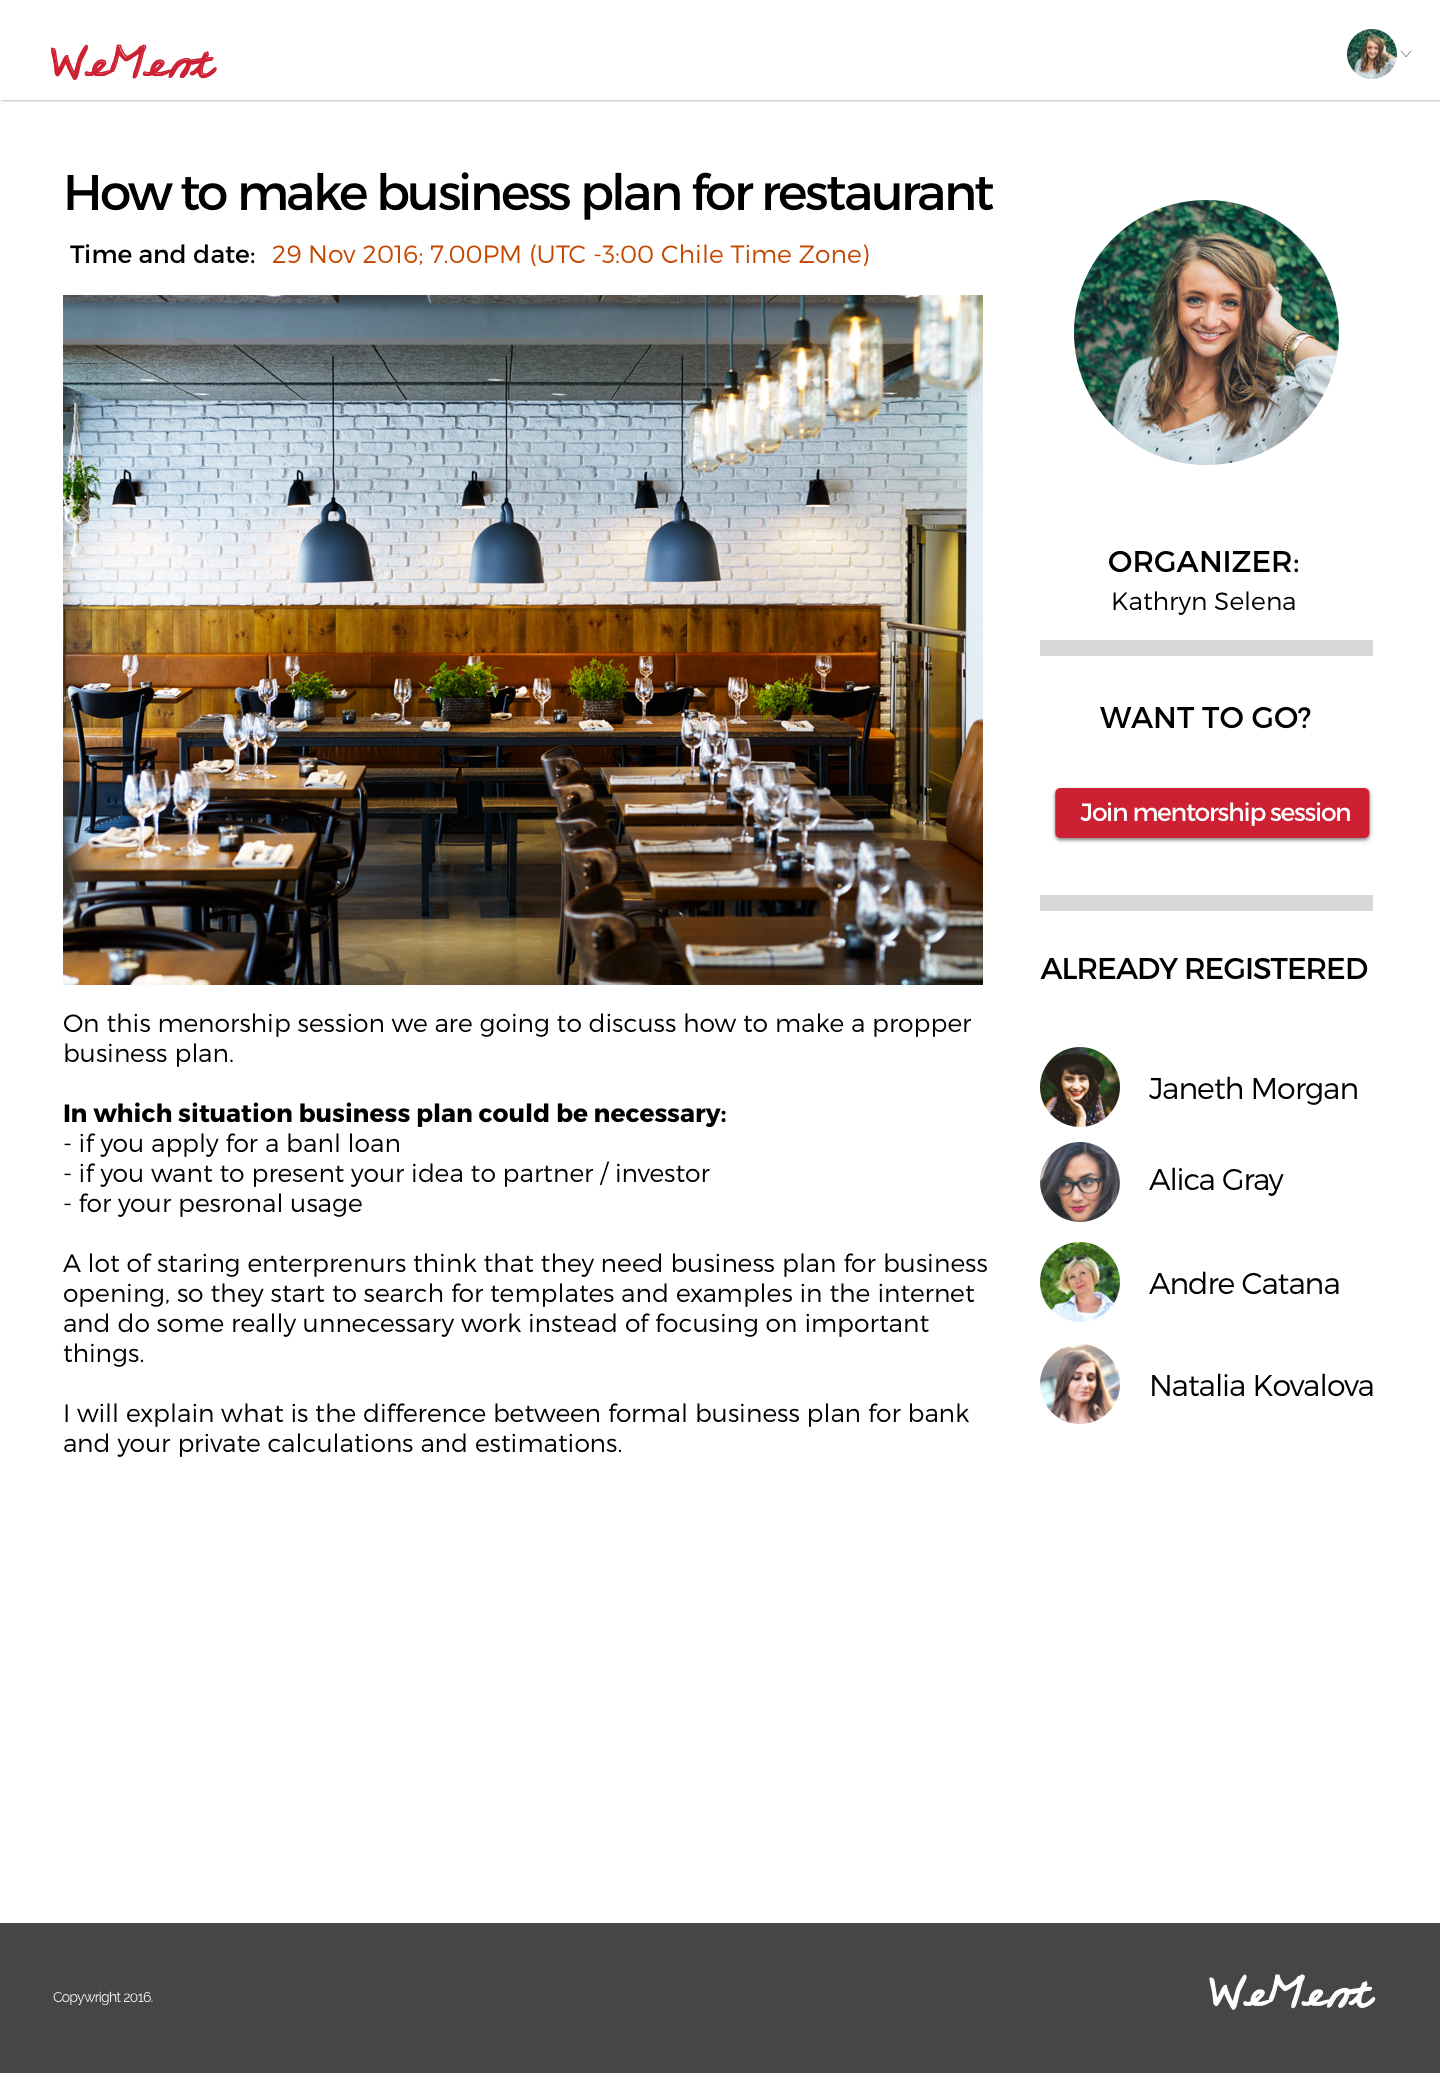 WeMent
How to make business plan for restaurant
Time and date: 29 Nov 2016; 7.00PM (UTC -3:00 Chile Time Zone)
On this menorship session we are going to discuss how to make a propper
business plan.
In which situation business plan could be necessary:
- if you apply for a banl loan
- if you want to present your idea to partner / investor
- for your pesronal usage
A lot of staring enterprenurs think that they need business plan for business
opening, so they start to search for templates and examples in the internet
and do some really unnecessary work instead of focusing on important
things.
I will explain what is the difference between formal business plan for bank
and your private calculations and estimations.
ORGANIZER:
Kathryn Selena
WANT TO GO?
Join mentorship session
ALREADY REGISTERED
Janeth Morgan
Alica Gray
Andre Catana
Natalia Kovalova
Copywright 2016.
WeMent